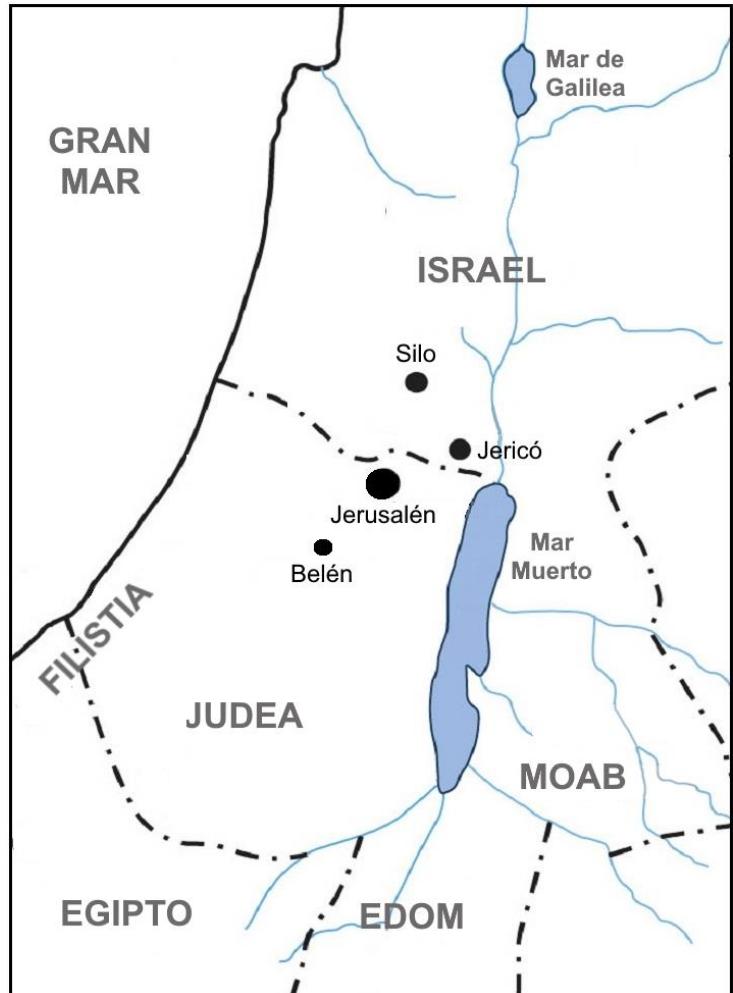 Mar de
Galilea
GRAN
MAR
ISRAEL
Silo
Jericó
Jerusalén
Mar
Muerto
Belén
FILISTIA
JUDEA
MOAB
EGIPTO
EDOM